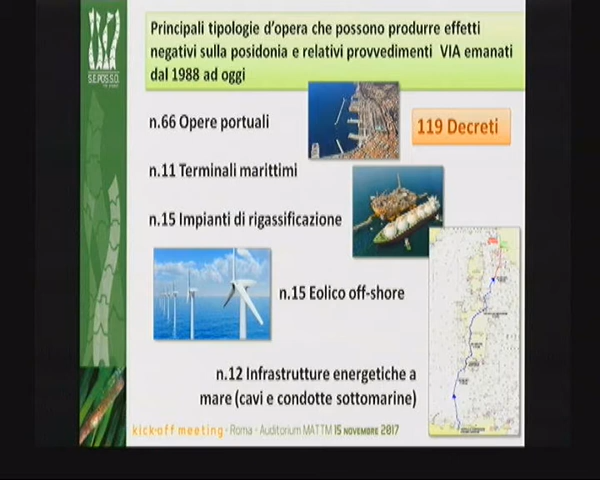 Principali tipologie d'opera che possono produrre effetti
negativi sulla posidonia e relativi provvedimenti VIA emanati
dal 1988 ad oggi
S.E.POS.S.O.
n.66 Opere portuali
119 Decreti
n.11 Terminali marittimi
n.15 Impianti di rigassificazione
n.15 Eolico off-shore
n.12 Infrastrutture energetiche a
mare (cavi e condotte sottomarine)
kick-off meeting - Roma - Auditorium MATTM 15 NOVEMBRE 2017